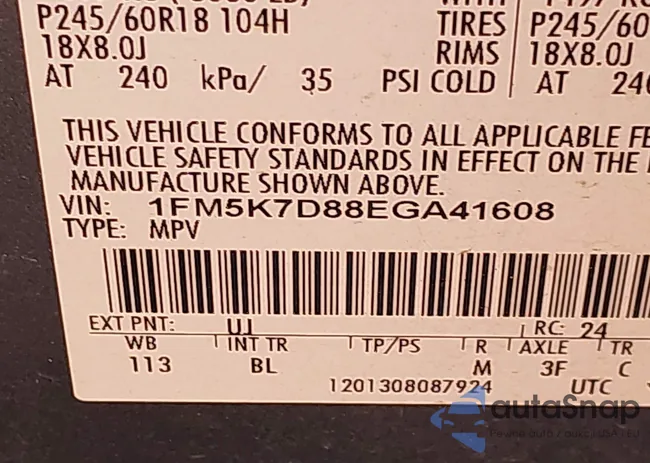 P245/60R18 104H TIRES P245/60
18X8.0J RIMS 18X8.0J
AT 240 kPa/ 35 PSI COLD AT 240
THIS VEHICLE CONFORMS TO ALL APPLICABLE FE
VEHICLE SAFETY STANDARDS IN EFFECT ON THE
MANUFACTURE SHOWN ABOVE.
VIN: 1FM5K7D88EGA41608
TYPE: MPV
EXT PNT: UJ RC: 24
WB INT TR TP/PS R AXLE TR
113 BL M 3F C
1201308087924 UTC
autaSnap